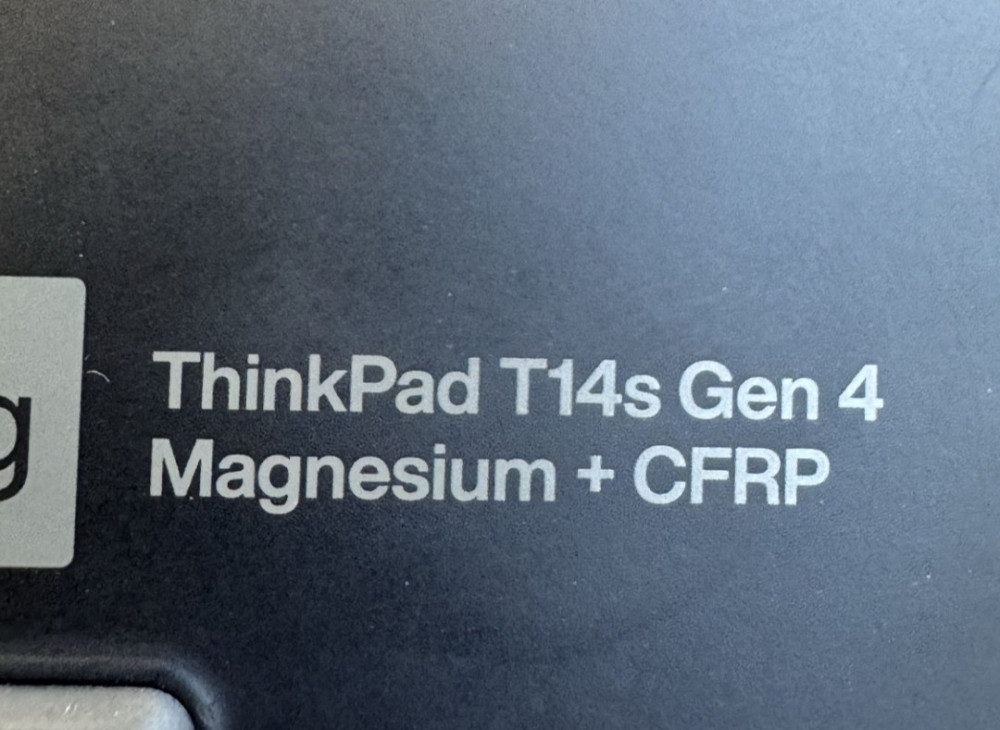 g
ThinkPad T14s Gen 4
Magnesium + CFRP